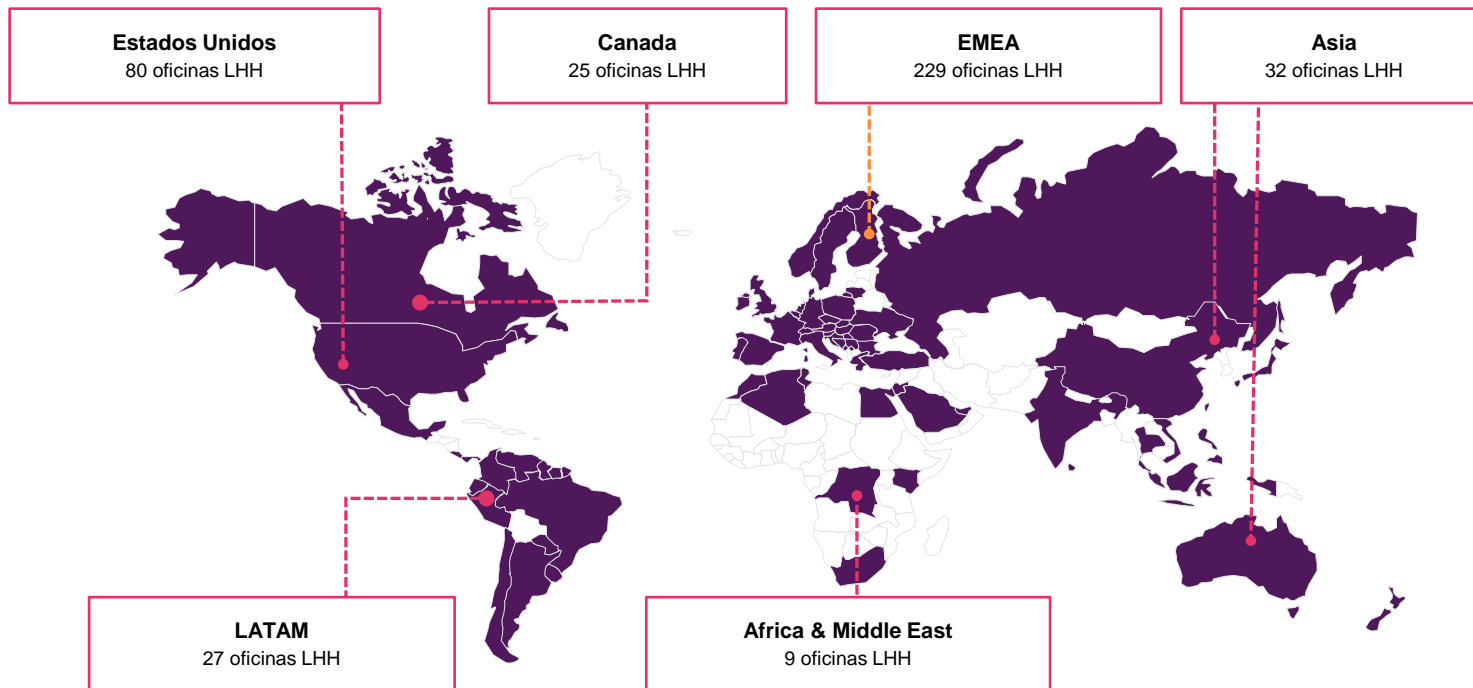 Estados Unidos
80 oficinas LHH
Canada
25 oficinas LHH
EMEA
229 oficinas LHH
Asia
32 oficinas LHH
LATAM
27 oficinas LHH
Africa & Middle East
9 oficinas LHH